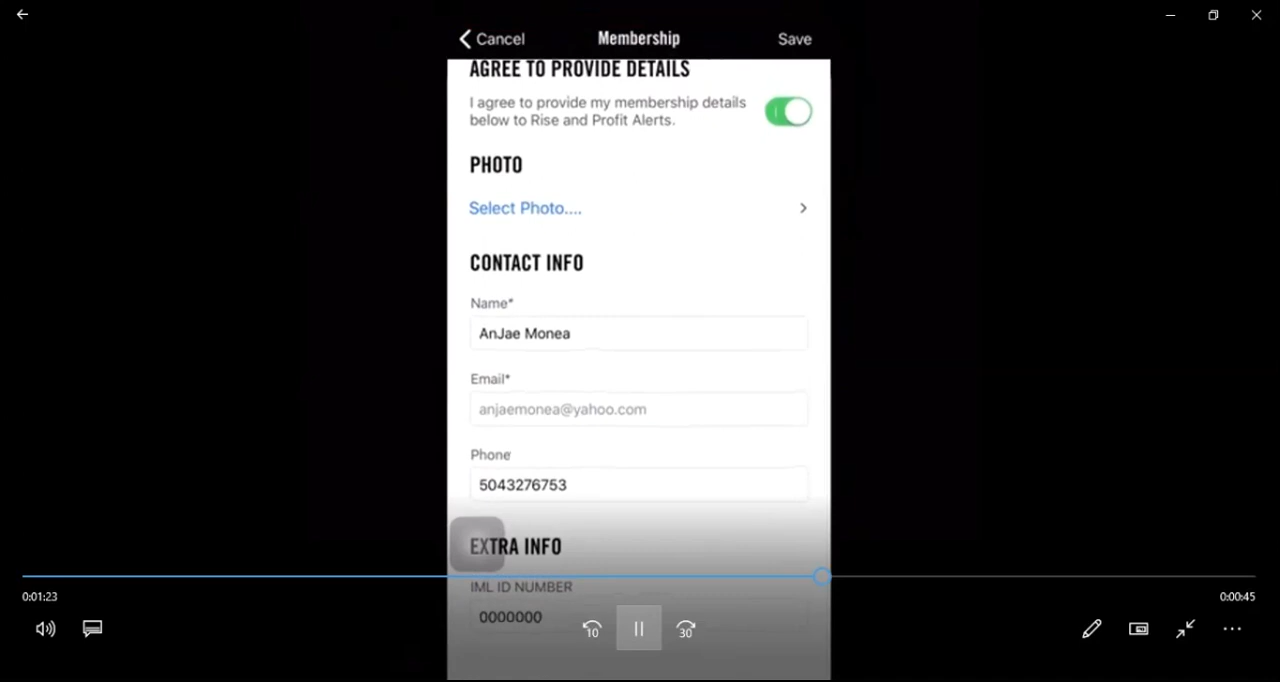 Cancel
Membership
Save
AGREE TO PROVIDE DETAILS
I agree to provide my membership details
below to Rise and Profit Alerts.
PHOTO
Select Photo....
CONTACT INFO
Name*
AnJae Monea
Email*
anjaemonea@yahoo.com
Phone
5043276753
EXTRA INFO
IML ID NUMBER
0000000
0:01:23
0:00:45
10
30